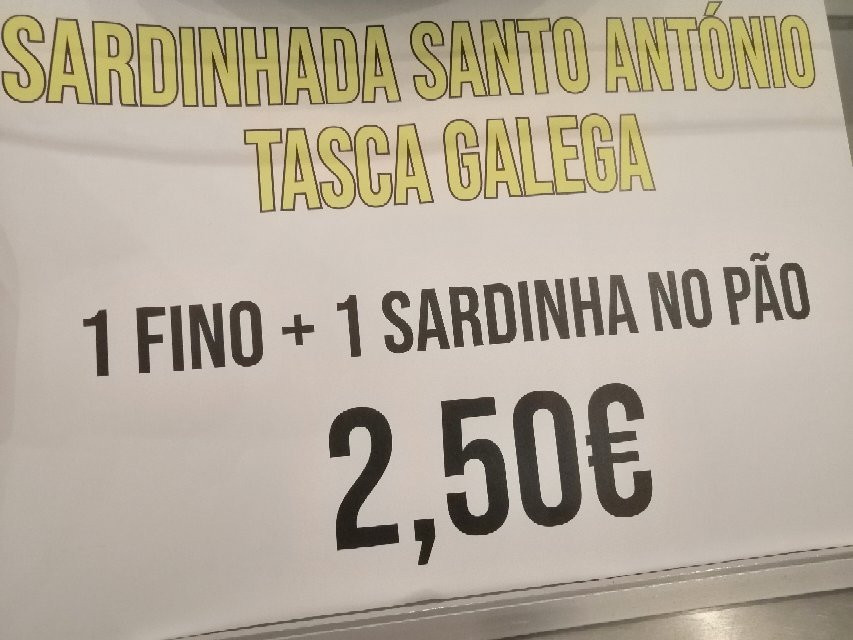 SARDINHADA SANTO ANTÓNIO
TASCA GALEGA
1 FINO + 1 SARDINHA NO PÃO
2,50€